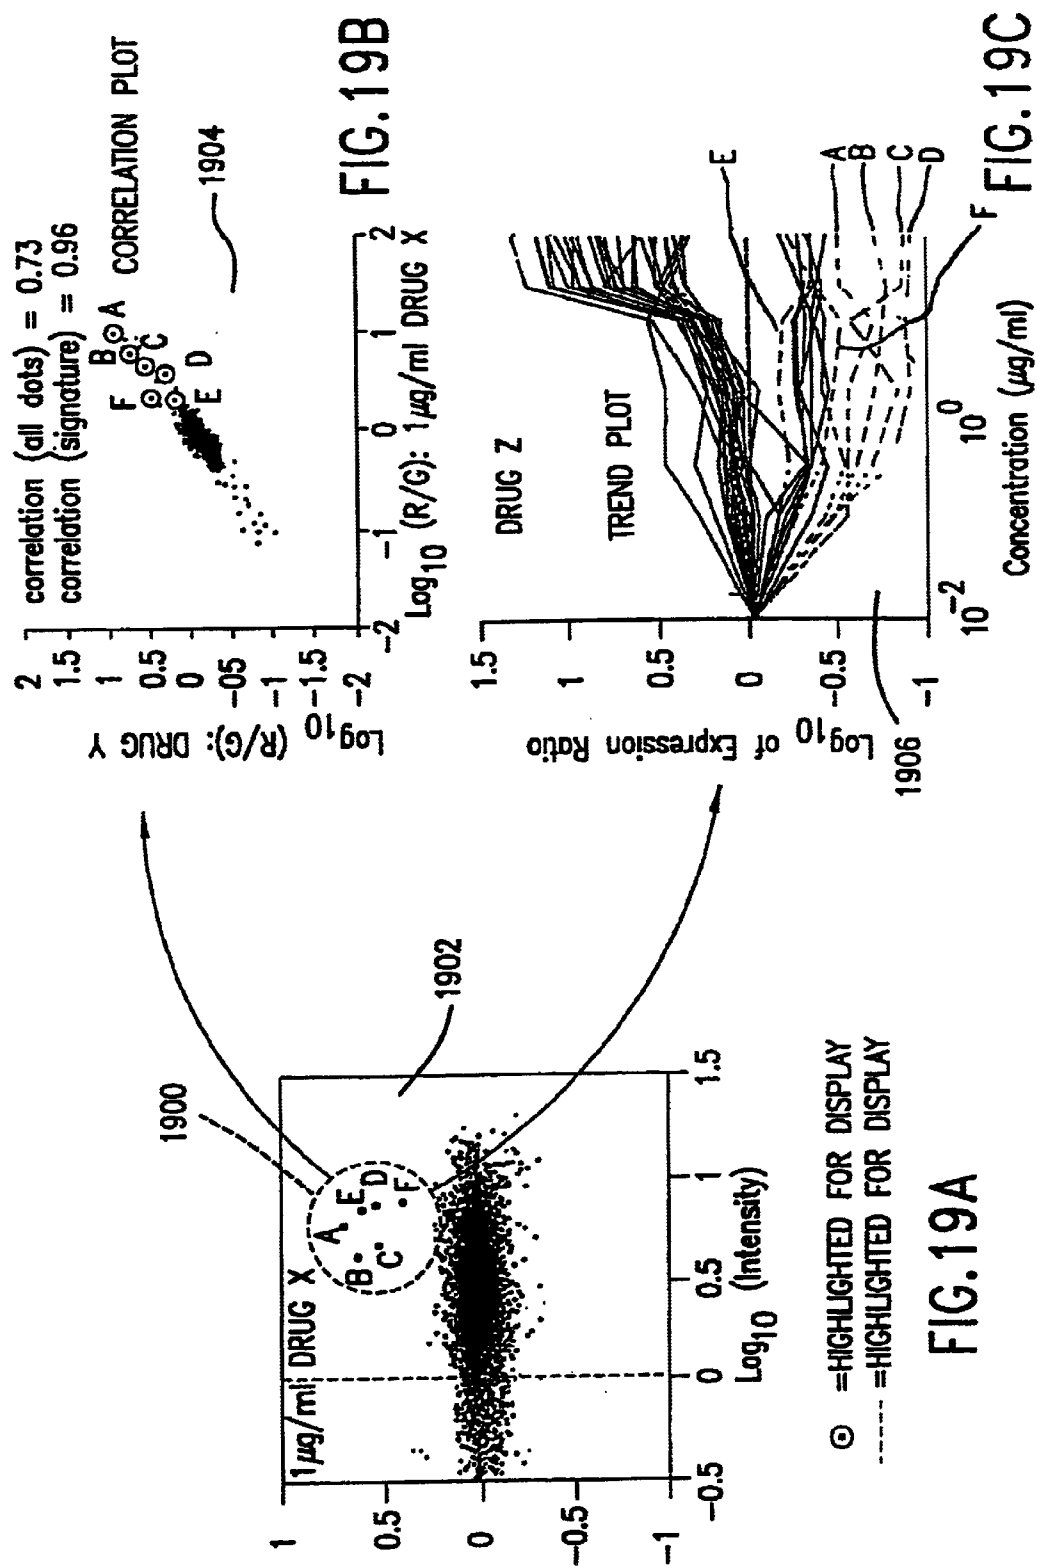 1μg/ml DRUG X
1
0.5
0
-0.5
-1
-0.5
0
0.5
1
1.5
Log10 (Intensity)
A
B
C
E
D
F
1900
1902
⊙ =HIGHLIGHTED FOR DISPLAY
----- =HIGHLIGHTED FOR DISPLAY
FIG.19A
correlation (all dots) = 0.73
correlation (signature) = 0.96
2
1.5
1
0.5
0
-05
-1
-1.5
-2
Log10 (R/G): DRUG Y
F
B
A
C
E
D
CORRELATION PLOT
1904
-2
-1
0
1
2
Log10 (R/G): 1μg/ml DRUG X
FIG.19B
DRUG Z
TREND PLOT
1.5
1
0.5
0
-0.5
-1
Log10 of Expression Ratio
E
A
B
C
D
F
10-2
100
Concentration (μg/ml)
1906
FIG.19C